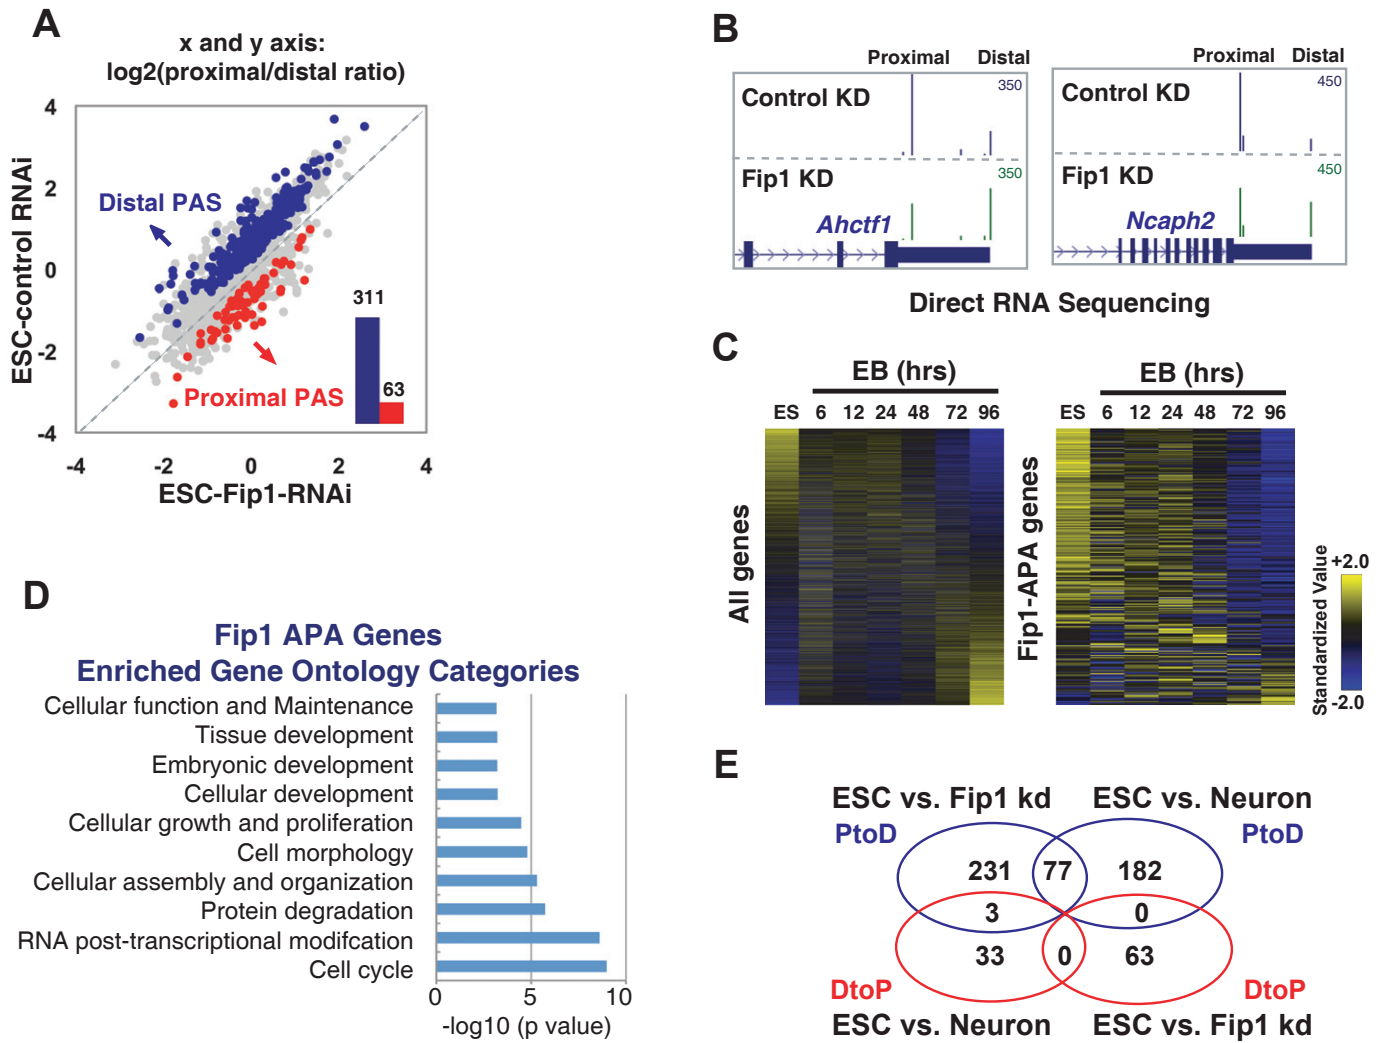 A
x and y axis:
log2(proximal/distal ratio)
4
2
0
-2
-4
ESC-control RNAi
Distal PAS
311
63
Proximal PAS
-4
-2
0
2
4
ESC-Fip1-RNAi
B
Proximal
Distal
Control KD
350
Fip1 KD
350
Ahctf1
Proximal
Distal
Control KD
450
Fip1 KD
450
Ncaph2
Direct RNA Sequencing
C
EB (hrs)
ES 6 12 24 48 72 96
All genes
EB (hrs)
ES 6 12 24 48 72 96
Fip1-APA genes
Standardized Value
+2.0
-2.0
D
Fip1 APA Genes
Enriched Gene Ontology Categories
Cellular function and Maintenance
Tissue development
Embryonic development
Cellular development
Cellular growth and proliferation
Cell morphology
Cellular assembly and organization
Protein degradation
RNA post-transcriptional modifcation
Cell cycle
0 5 10
-log10 (p value)
E
ESC vs. Fip1 kd
ESC vs. Neuron
PtoD
PtoD
231 77 182
3 0
33 0 63
DtoP
DtoP
ESC vs. Neuron
ESC vs. Fip1 kd